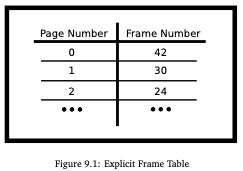 Page Number Frame Number
0 42
1 30
2 24
••• •••
Figure 9.1: Explicit Frame Table